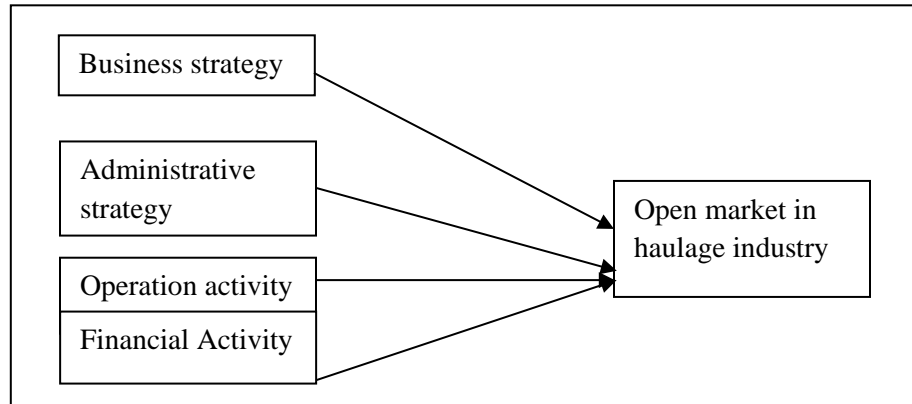 Business strategy
Administrative
strategy
Operation activity
Financial Activity
Open market in
haulage industry